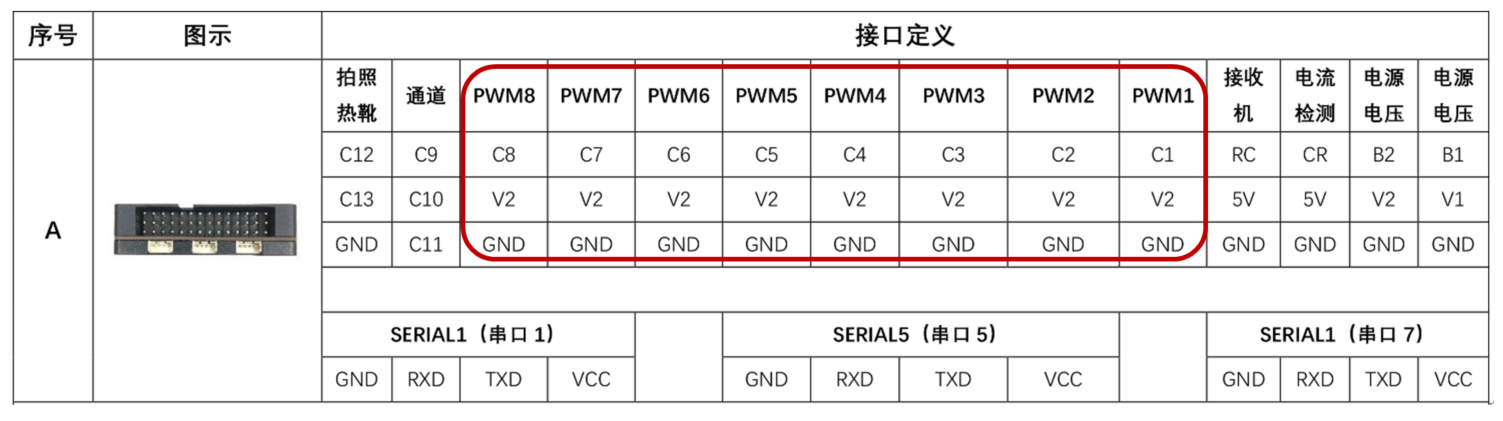 序号 图示 接口定义
拍照热靴 通道 PWM8 PWM7 PWM6 PWM5 PWM4 PWM3 PWM2 PWM1 接收机 电流检测 电源电压 电源电压
C12 C9 C8 C7 C6 C5 C4 C3 C2 C1 RC CR B2 B1
A
C13 C10 V2 V2 V2 V2 V2 V2 V2 V2 5V 5V V2 V1
GND C11 GND GND GND GND GND GND GND GND GND GND GND GND
SERIAL1（串口 1） SERIAL5（串口 5） SERIAL1（串口 7）
GND RXD TXD VCC GND RXD TXD VCC GND RXD TXD VCC